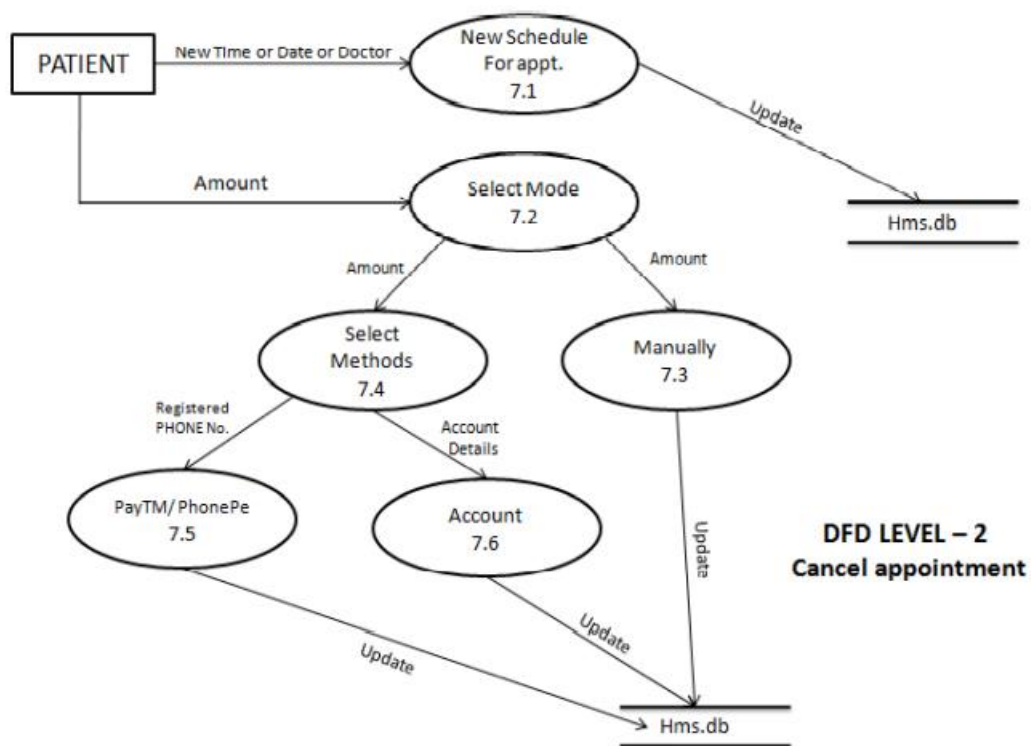 PATIENT
New Time or Date or Doctor
New Schedule
For appt.
7.1
Update
Hms.db
Amount
Select Mode
7.2
Amount
Amount
Select
Methods
7.4
Manually
7.3
Registered
PHONE No.
Account
Details
PayTM/PhonePe
7.5
Account
7.6
Update
DFD LEVEL – 2
Cancel appointment
Update
Update
Hms.db